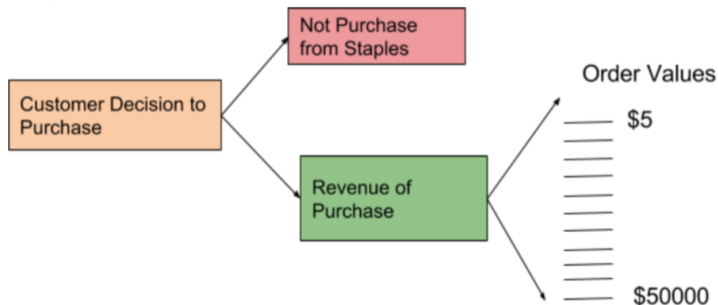 Not Purchase
from Staples
Customer Decision to
Purchase
Revenue of
Purchase
Order Values
$5
$50000